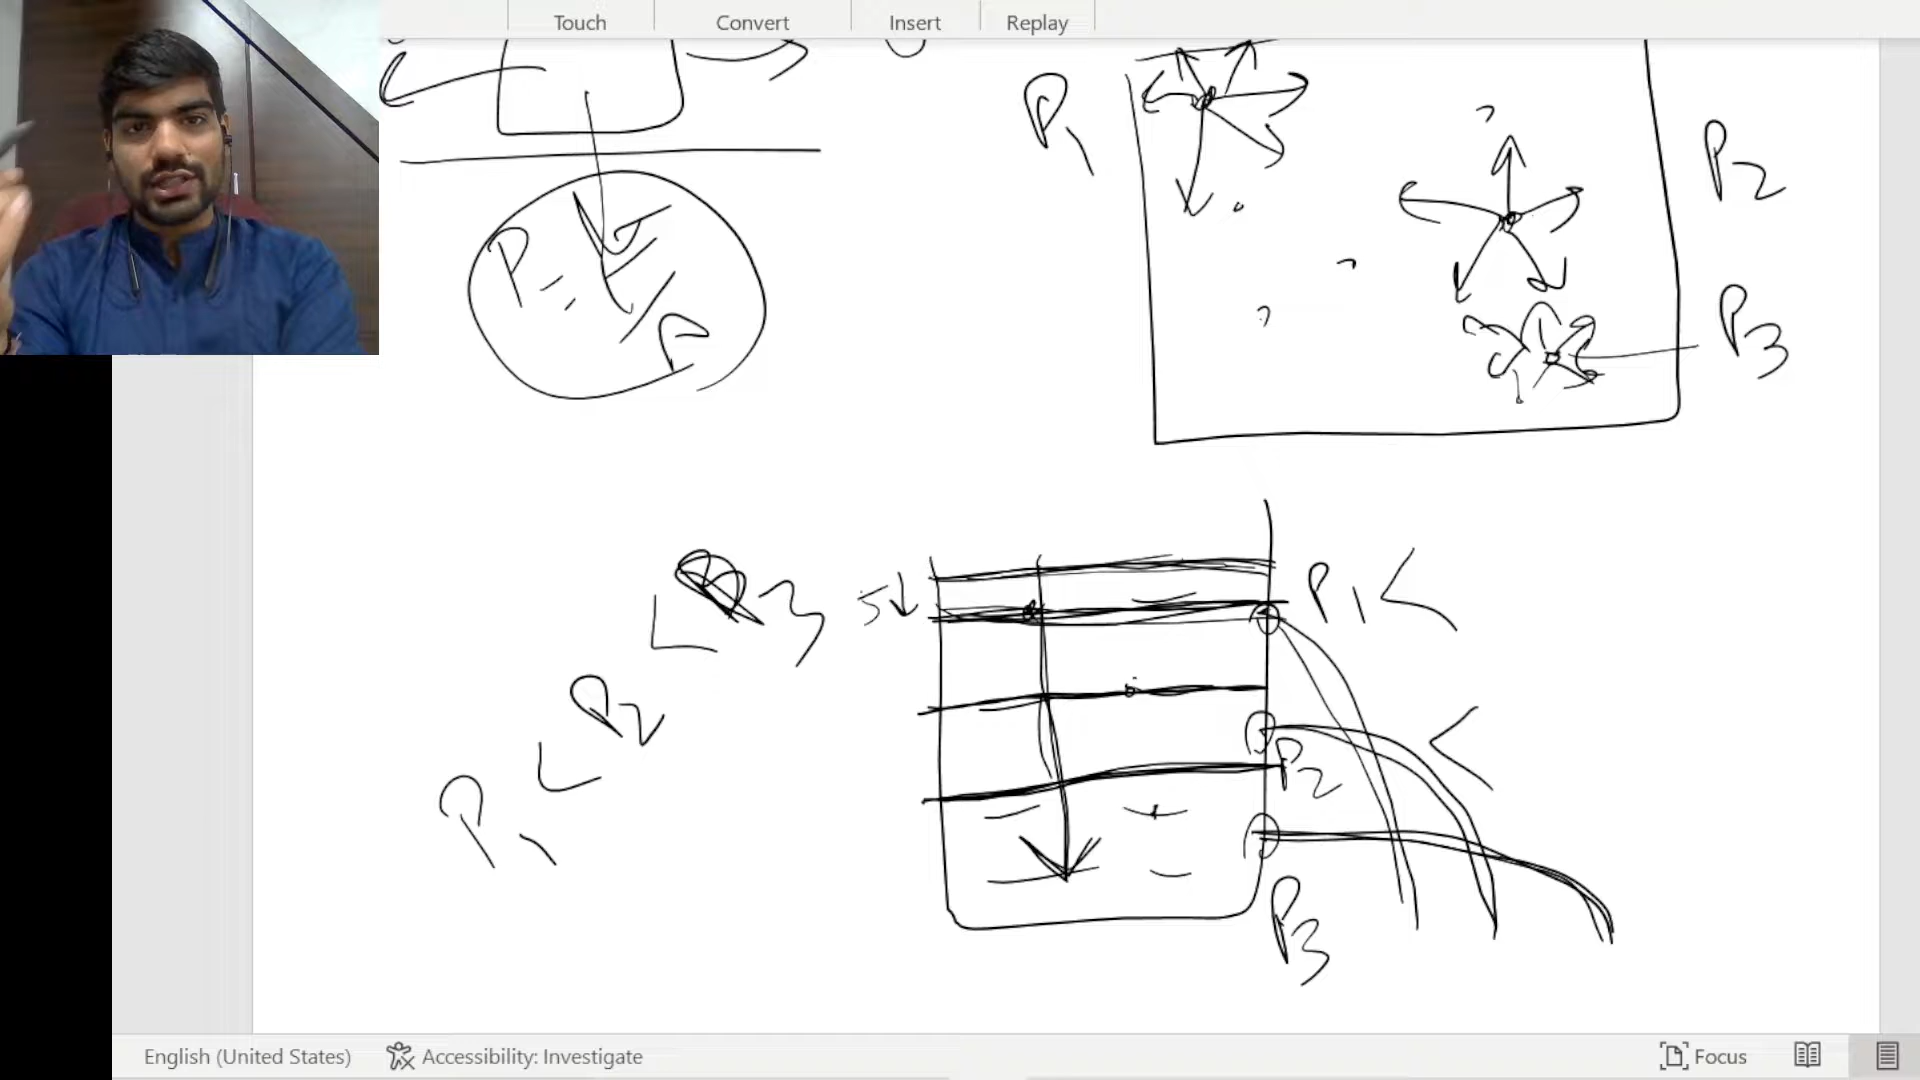 Touch Convert Insert Replay
P1
P2
P =
A
P3
P1 <
5↓
P1 < P2 < 3
<
P2
P3
English (United States) Accessibility: Investigate Focus